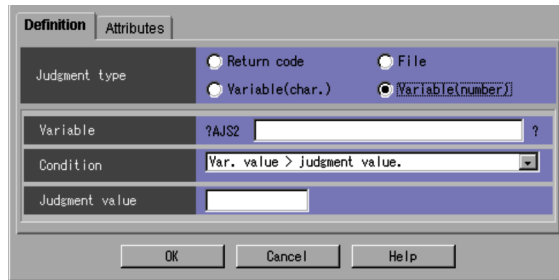 Definition Attributes
Judgment type
Return code File
Variable(char.) Variable(number)
Variable ?AJS2 ?
Condition Var. value > judgment value.
Judgment value
OK Cancel Help